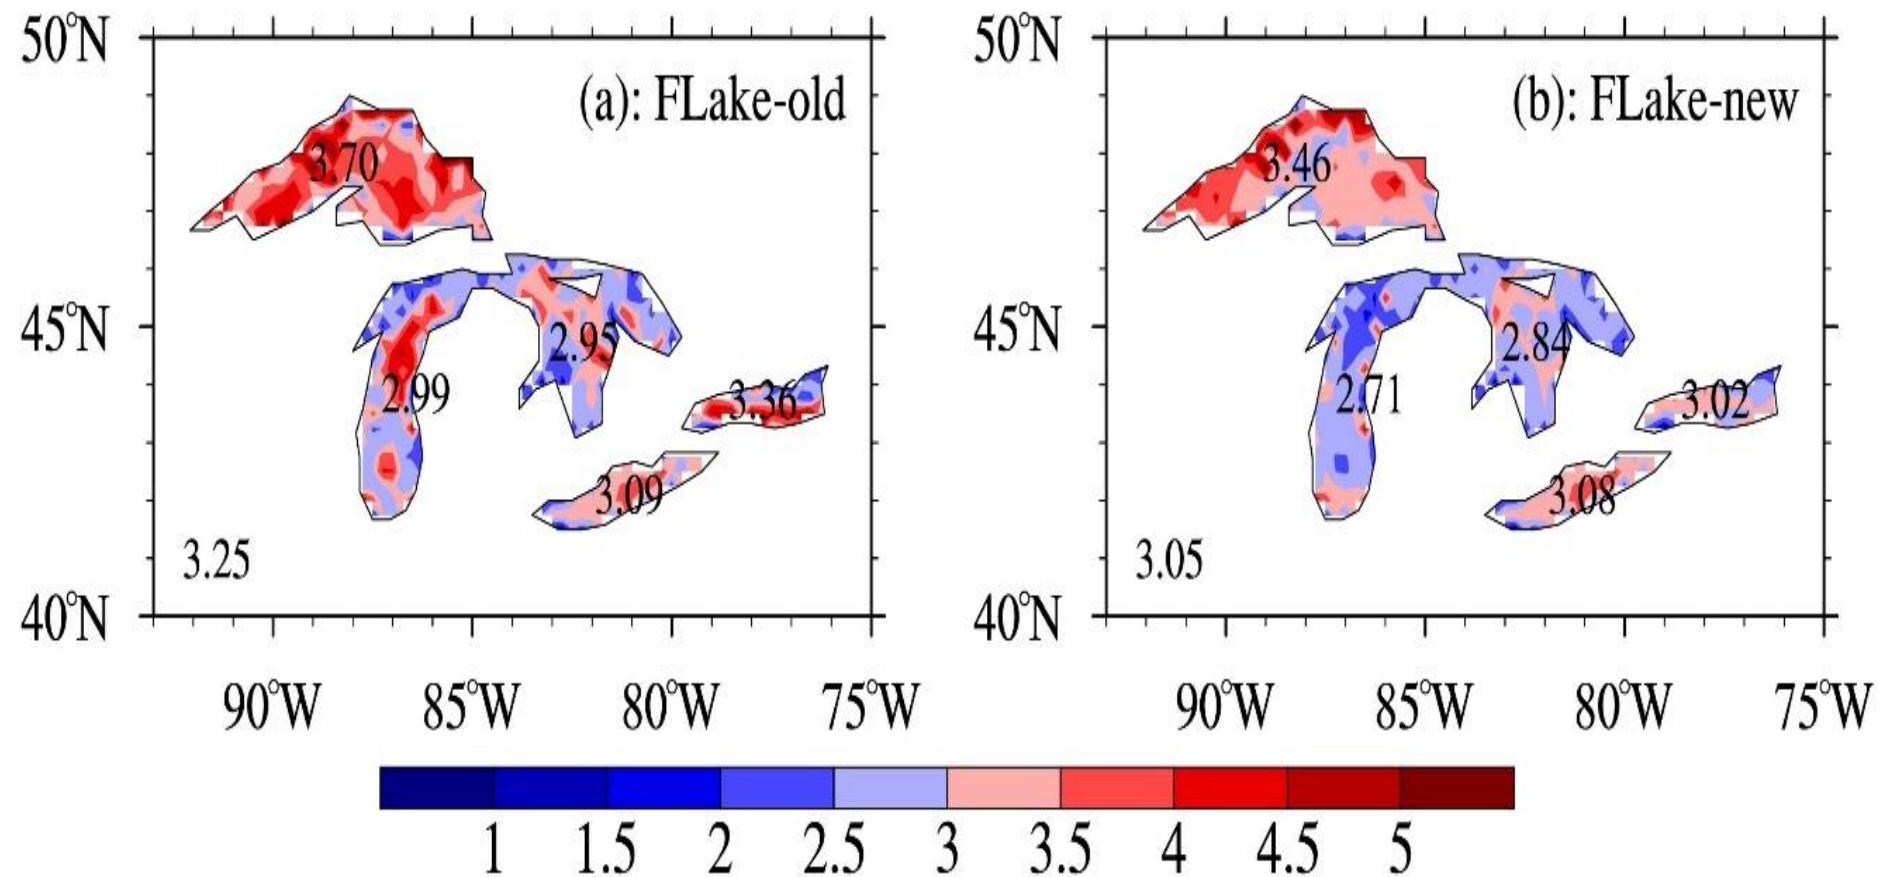 50°N
(a): FLake-old
3.70
45°N
2.95
2.99
3.36
3.09
3.25
40°N
90°W 85°W 80°W 75°W
50°N
(b): FLake-new
3.46
45°N
2.84
2.71
3.02
3.08
3.05
40°N
90°W 85°W 80°W 75°W
1 1.5 2 2.5 3 3.5 4 4.5 5